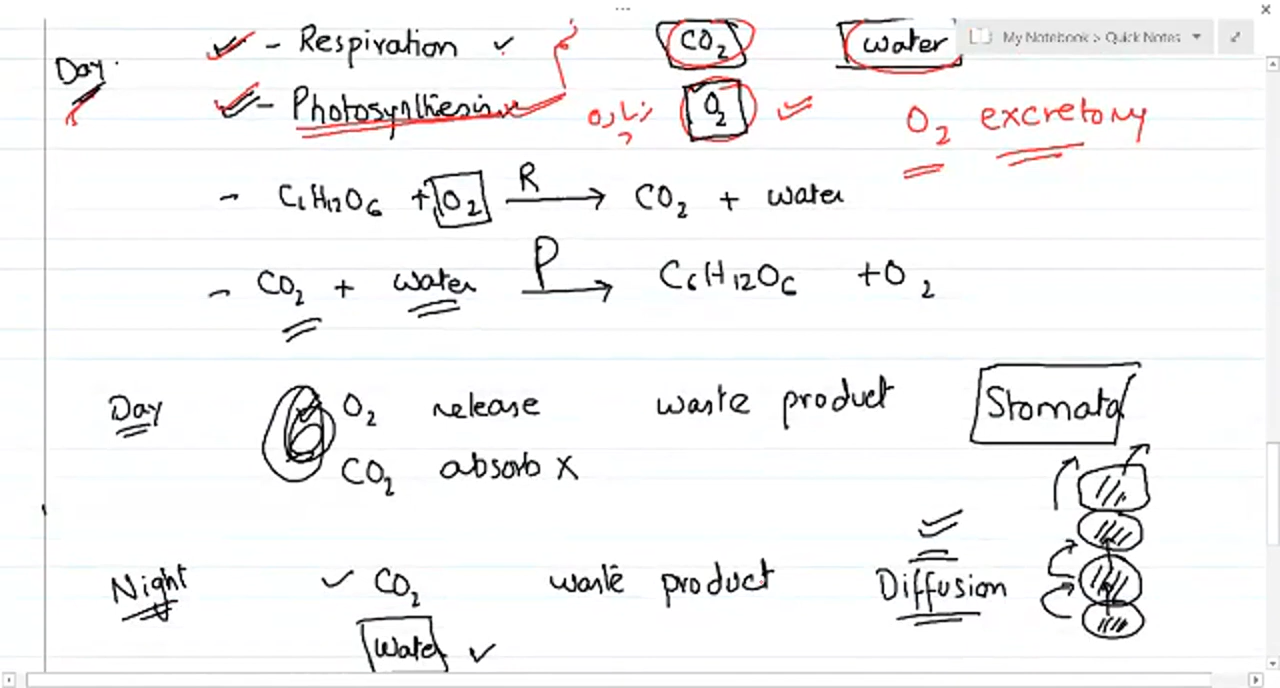 ...
- Respiration ✓ CO2 water My Notebook > Quick Notes
Day
- Photosynthesis O2 O2 excretory
- C6H12O6 + O2 R → CO2 + water
- CO2 + water P → C6H12O6 + O2
Day O2 release waste product Stomata
CO2 absorb X
Night ✓ CO2 waste product Diffusion
Water ✓